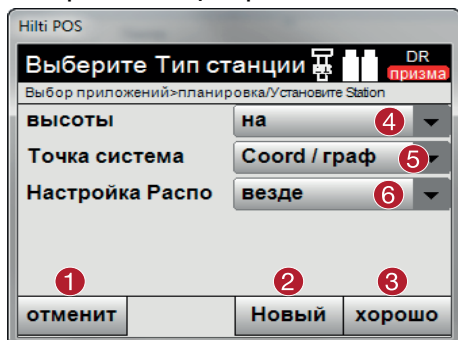 Hilti POS
Выберите Тип станции DR
призма
Выбор приложений>планировка/Установите Station
высоты на 4
Точка система Coord / граф 5
Настройка Распо везде 6
1 2 3
отменит Новый хорошо